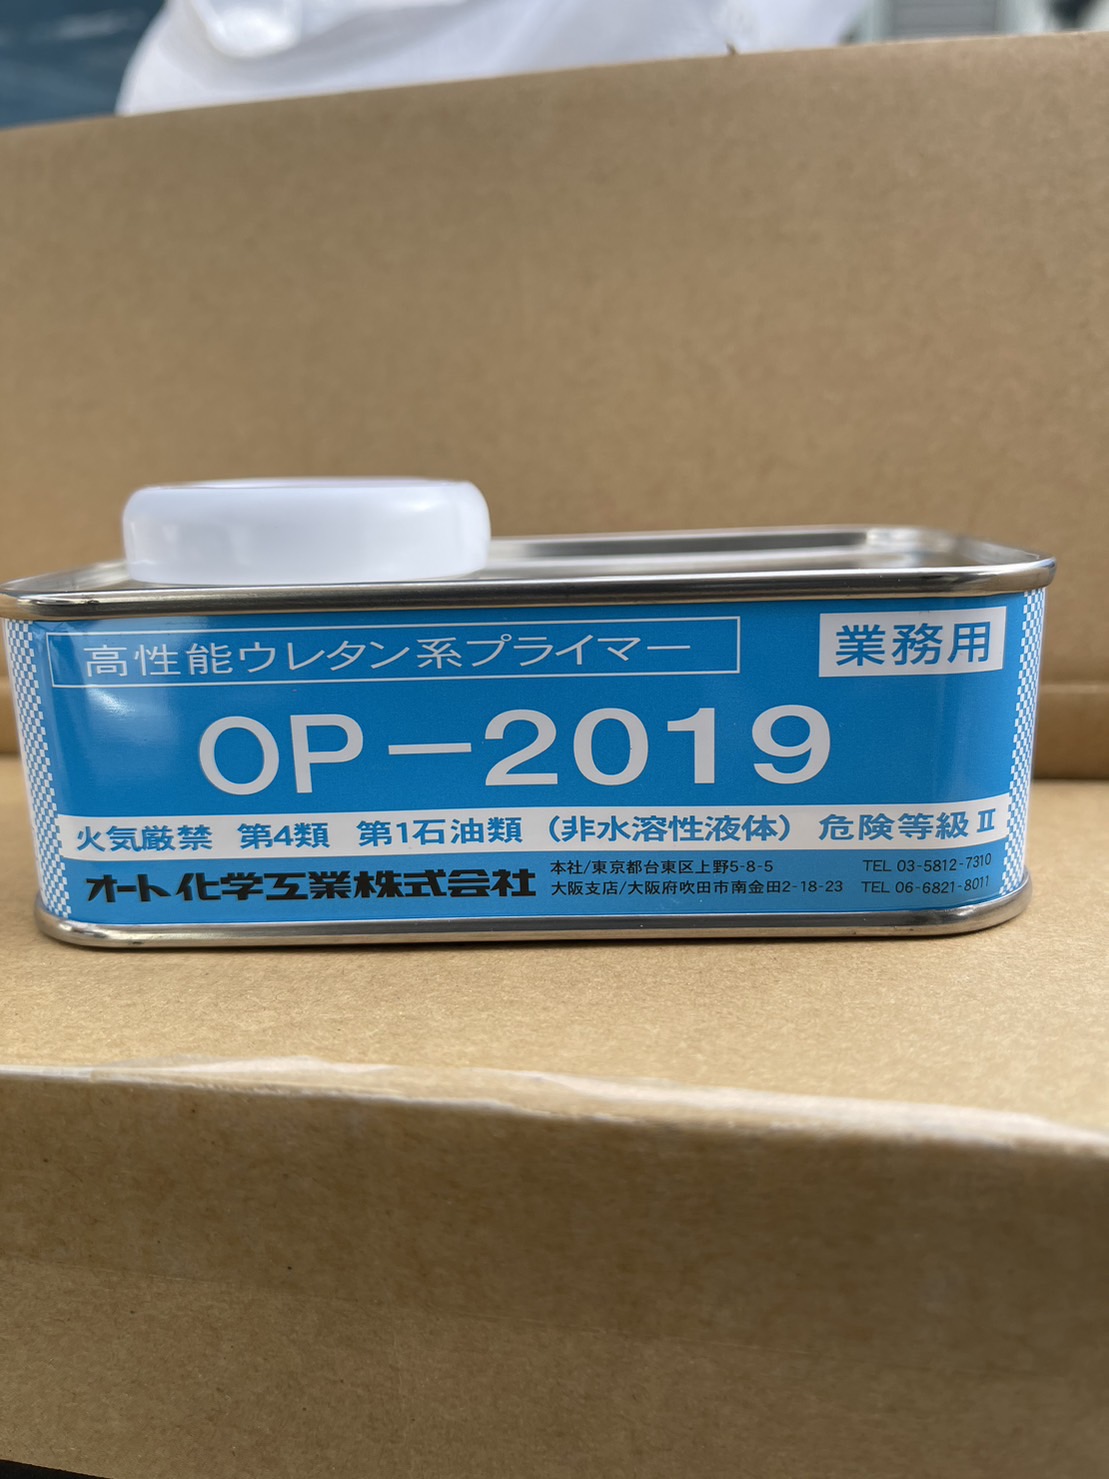 高性能ウレタン系プライマー
業務用
OP-2019
火気厳禁 第4類 第1石油類 (非水溶性液体) 危険等級Ⅱ
オート化学工業株式会社
本社/東京都台東区上野5-8-5 TEL 03-5812-7310
大阪支店/大阪府吹田市南金田2-18-23 TEL 06-6821-8011